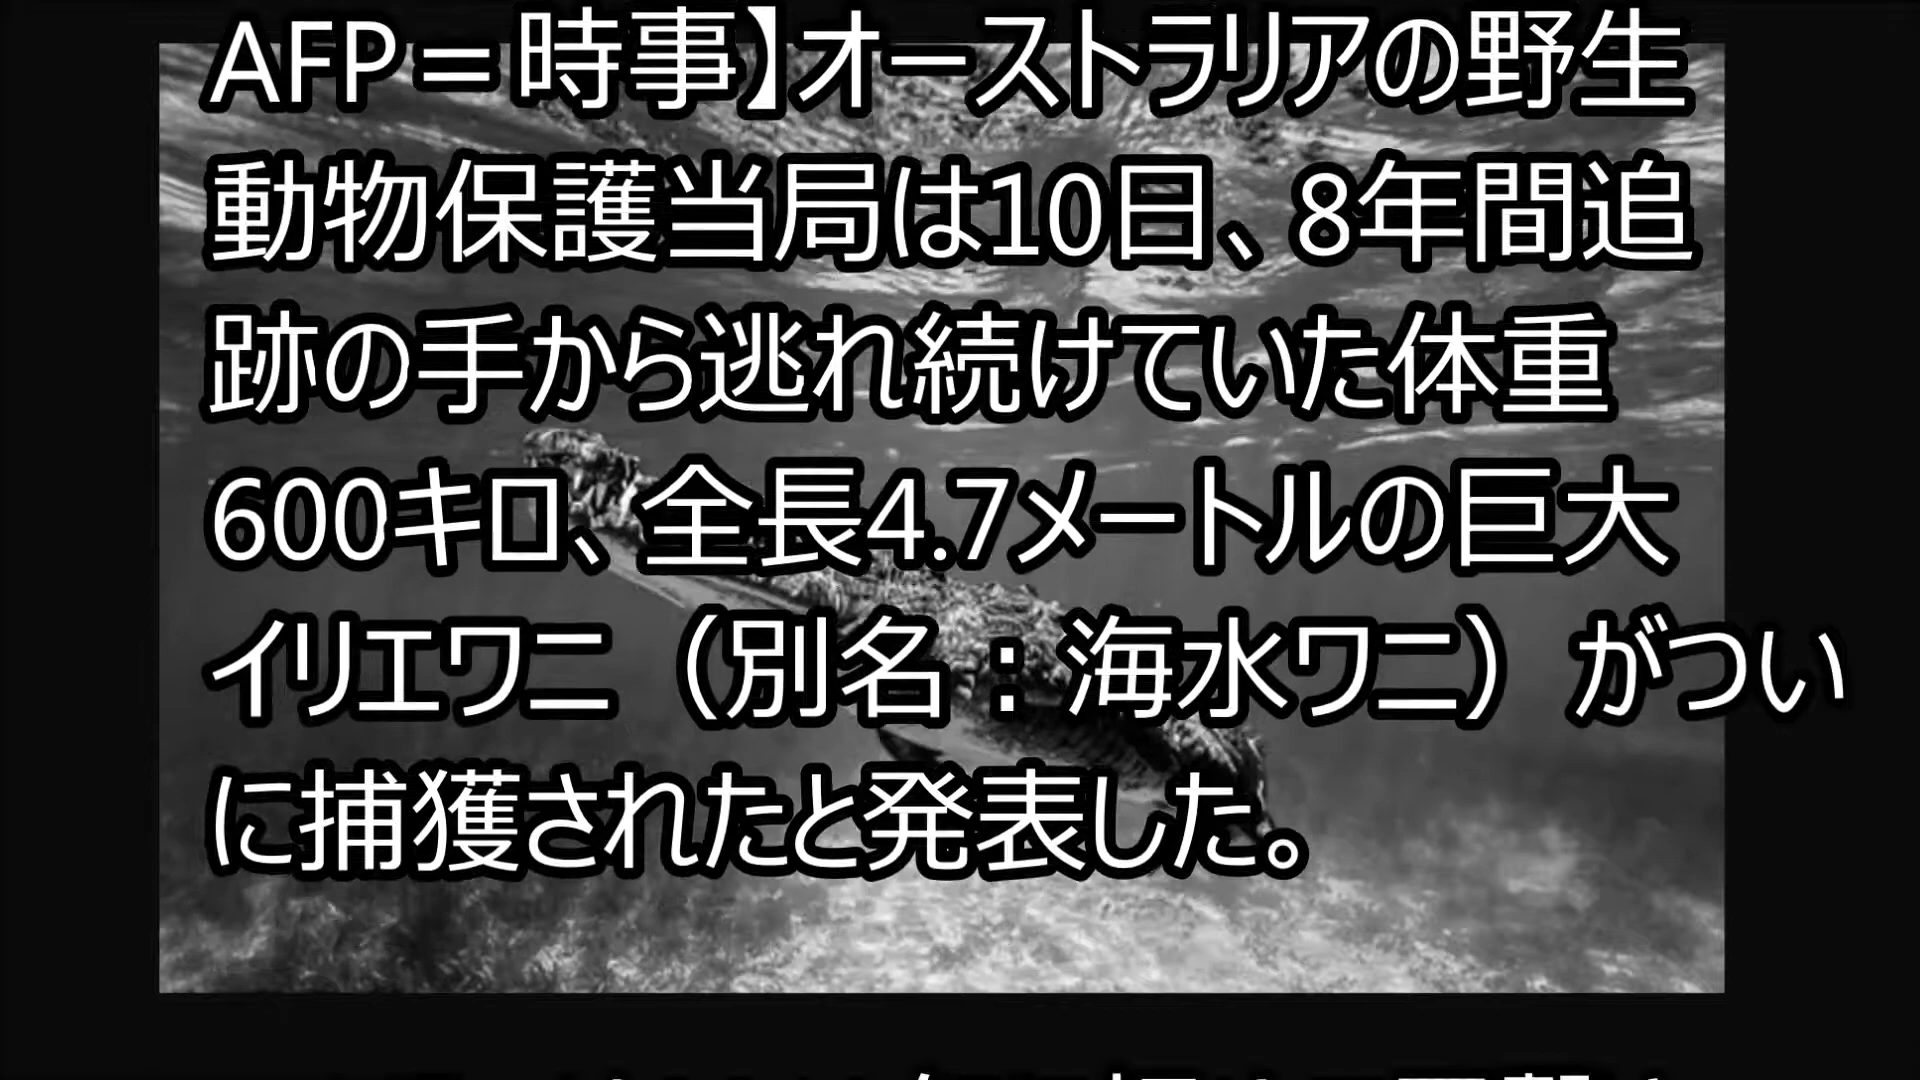 AFP＝時事】オーストラリアの野生
動物保護当局は10日、8年間追
跡の手から逃れ続けていた体重
600キロ、全長4.7メートルの巨大
イリエワニ（別名：海水ワニ）がつい
に捕獲されたと発表した。